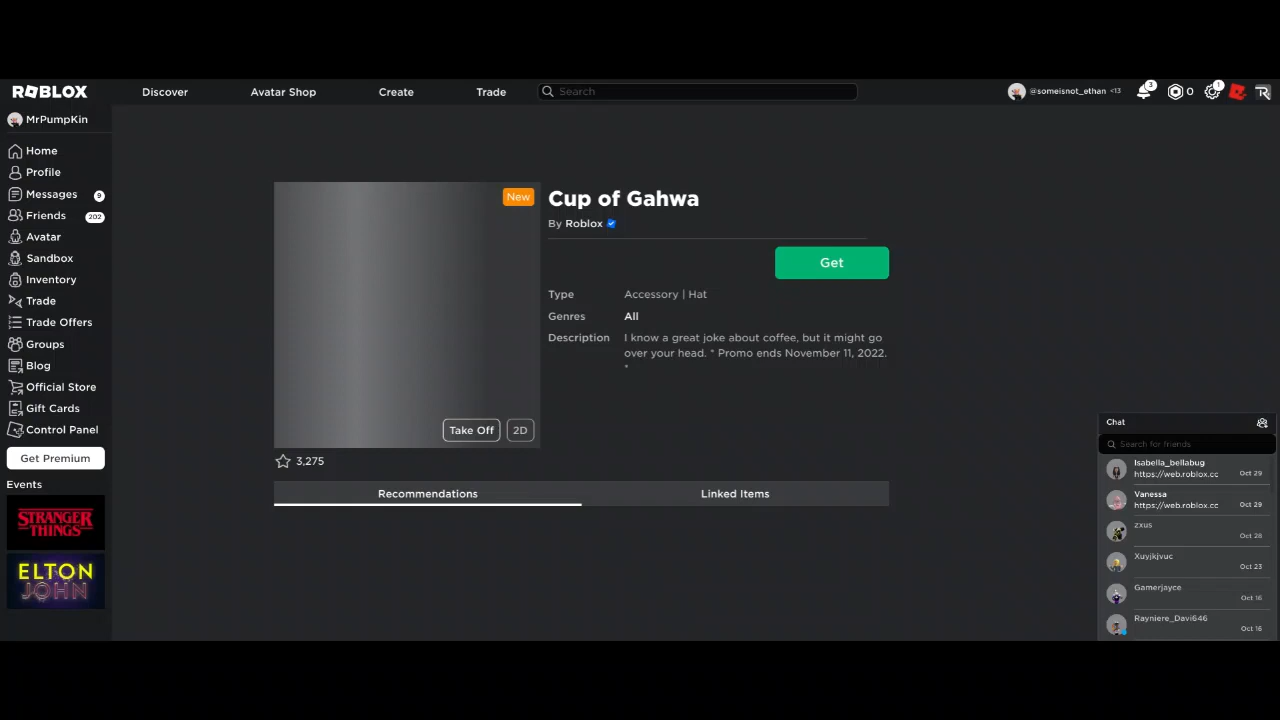 ROBLOX
Discover
Avatar Shop
Create
Trade
Search
@someisnot_ethan <13
3
0
1
MrPumpKin
Home
Profile
Messages 9
Friends 202
Avatar
Sandbox
Inventory
Trade
Trade Offers
Groups
Blog
Official Store
Gift Cards
Control Panel
Get Premium
Events
STRANGER
THINGS
ELTON
JOHN
New
Take Off
2D
3,275
Cup of Gahwa
By Roblox
Get
Type Accessory | Hat
Genres All
Description I know a great joke about coffee, but it might go
over your head. * Promo ends November 11, 2022.
*
Recommendations
Linked Items
Chat
Search for friends
Isabella_bellabug
https://web.roblox.cc Oct 29
Vanessa
https://web.roblox.cc Oct 29
zxus
Oct 28
Xuyjkjvuc
Oct 23
Gamerjayce
Oct 16
Rayniere_Davi646
Oct 16